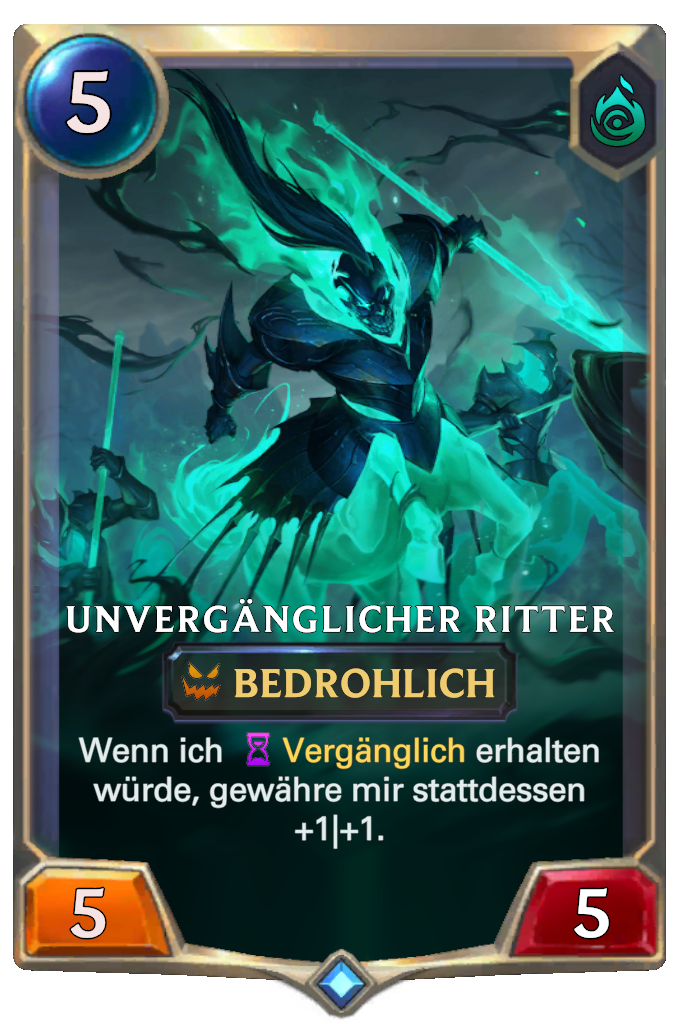 5
UNVERGÄNGLICHER RITTER
BEDROHLICH
Wenn ich Vergänglich erhalten
würde, gewähre mir stattdessen
+1|+1.
5
5